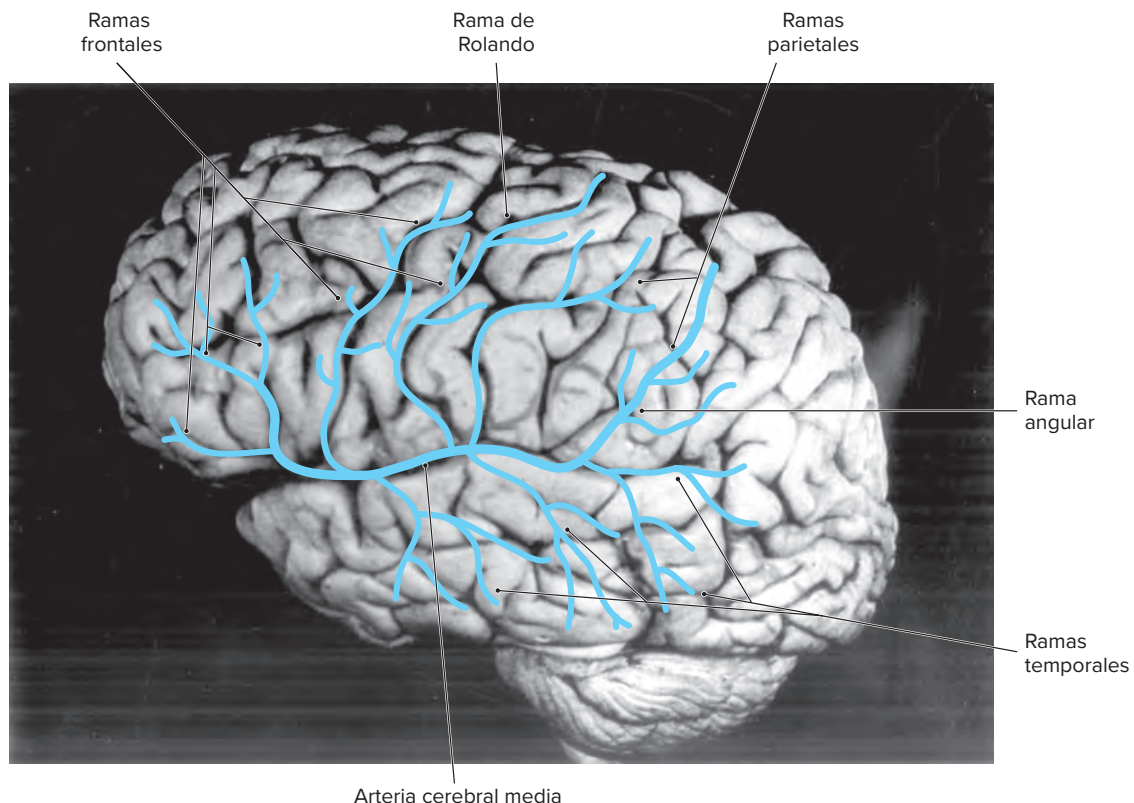 Ramas
frontales
Rama de
Rolando
Ramas
parietales
Rama
angular
Ramas
temporales
Arteria cerebral media